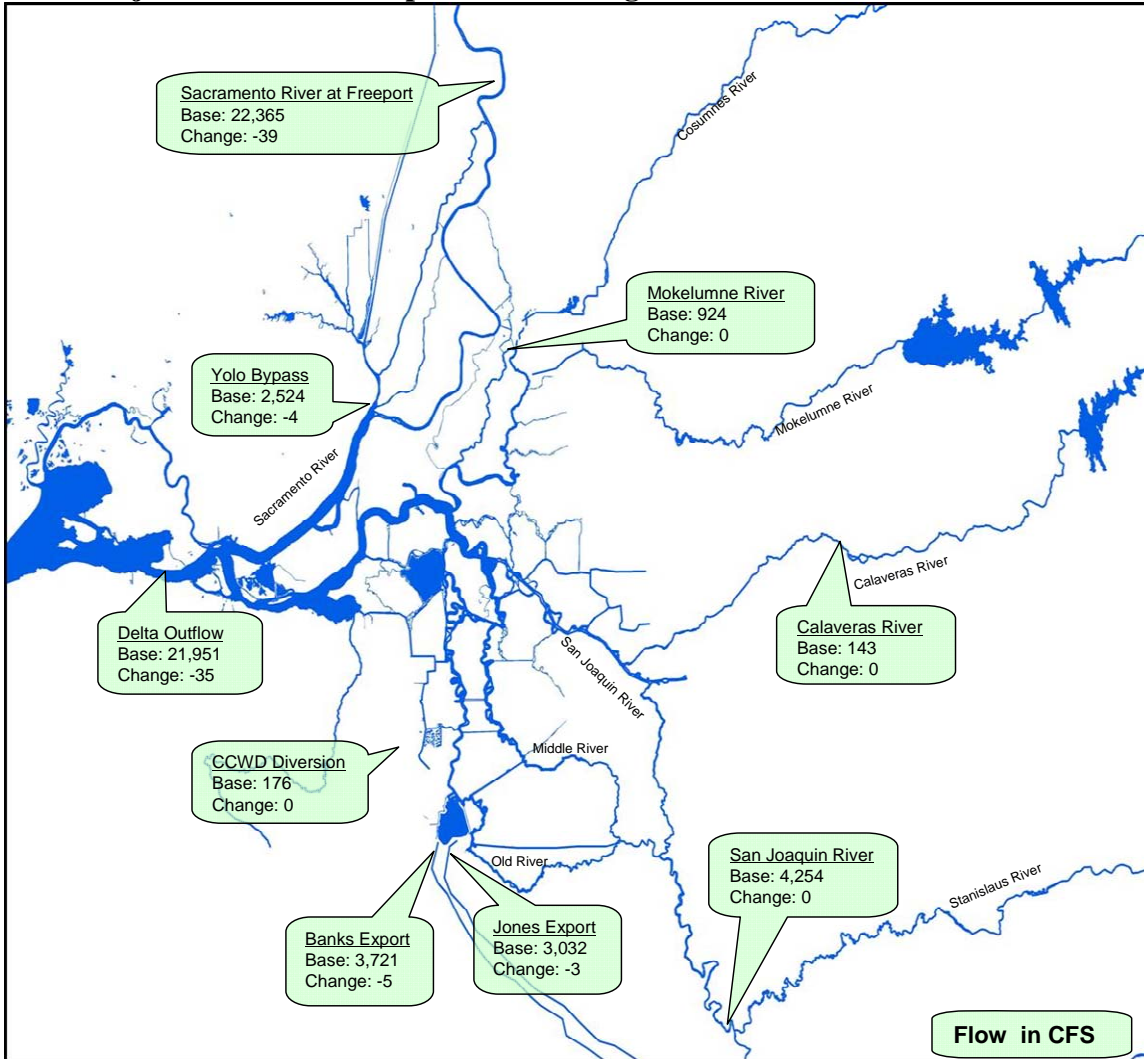 Sacramento River at Freeport
Base: 22,365
Change: -39
Cosumnes River
Mokelumne River
Base: 924
Change: 0
Yolo Bypass
Base: 2,524
Change: -4
Mokelumne River
Sacramento River
Calaveras River
Delta Outflow
Base: 21,951
Change: -35
Calaveras River
Base: 143
Change: 0
San Joaquin River
CCWD Diversion
Base: 176
Change: 0
Middle River
Old River
San Joaquin River
Base: 4,254
Change: 0
Stanislaus River
Banks Export
Base: 3,721
Change: -5
Jones Export
Base: 3,032
Change: -3
Flow in CFS